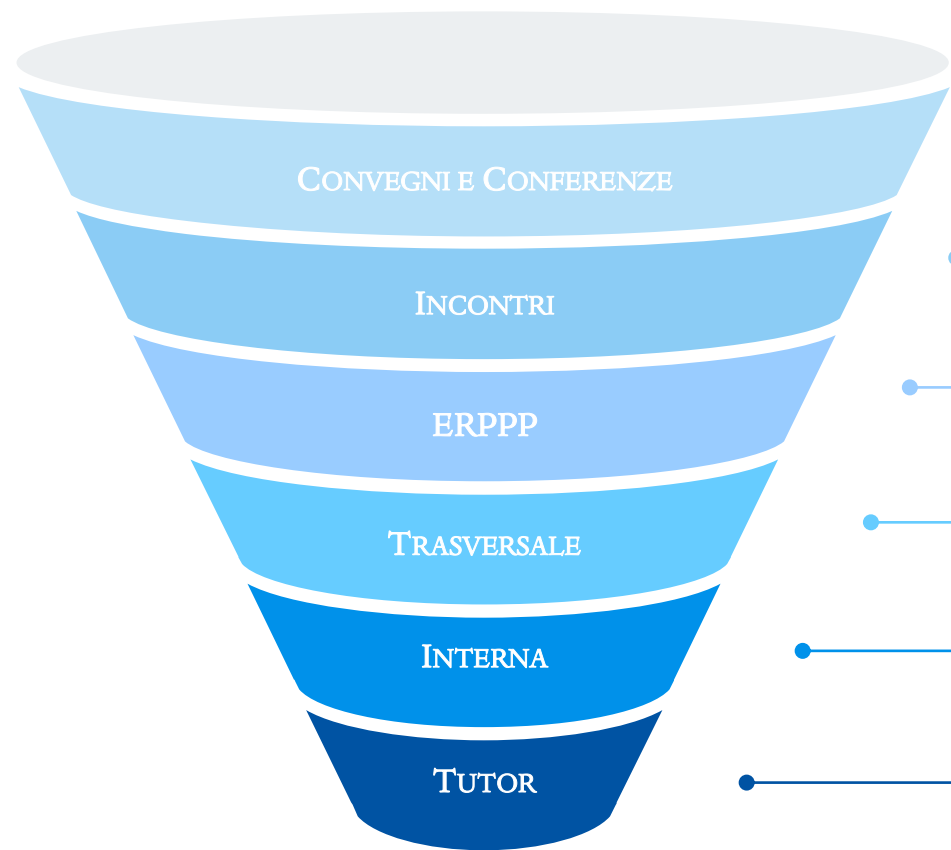 CONVEGNI E CONFERENZE
INCONTRI
ERPPP
TRASVERSALE
INTERNA
TUTOR